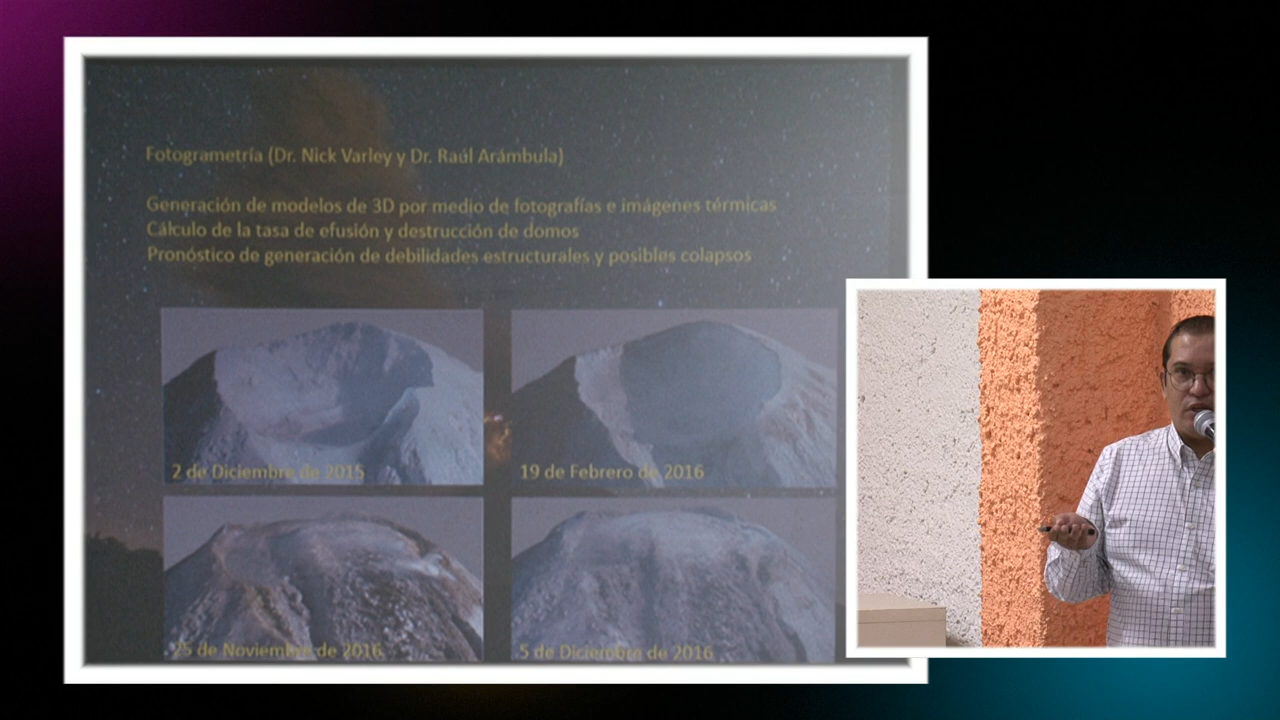 Fotogrametría (Dr. Nick Varley y Dr. Raúl Arámbula)
Generación de modelos de 3D por medio de fotografías e imágenes térmicas
Cálculo de la tasa de efusión y destrucción de domos
Pronóstico de generación de debilidades estructurales y posibles colapsos
2 de Diciembre de 2015
19 de Febrero de 2016
25 de Noviembre de 2016
5 de Diciembre de 2016